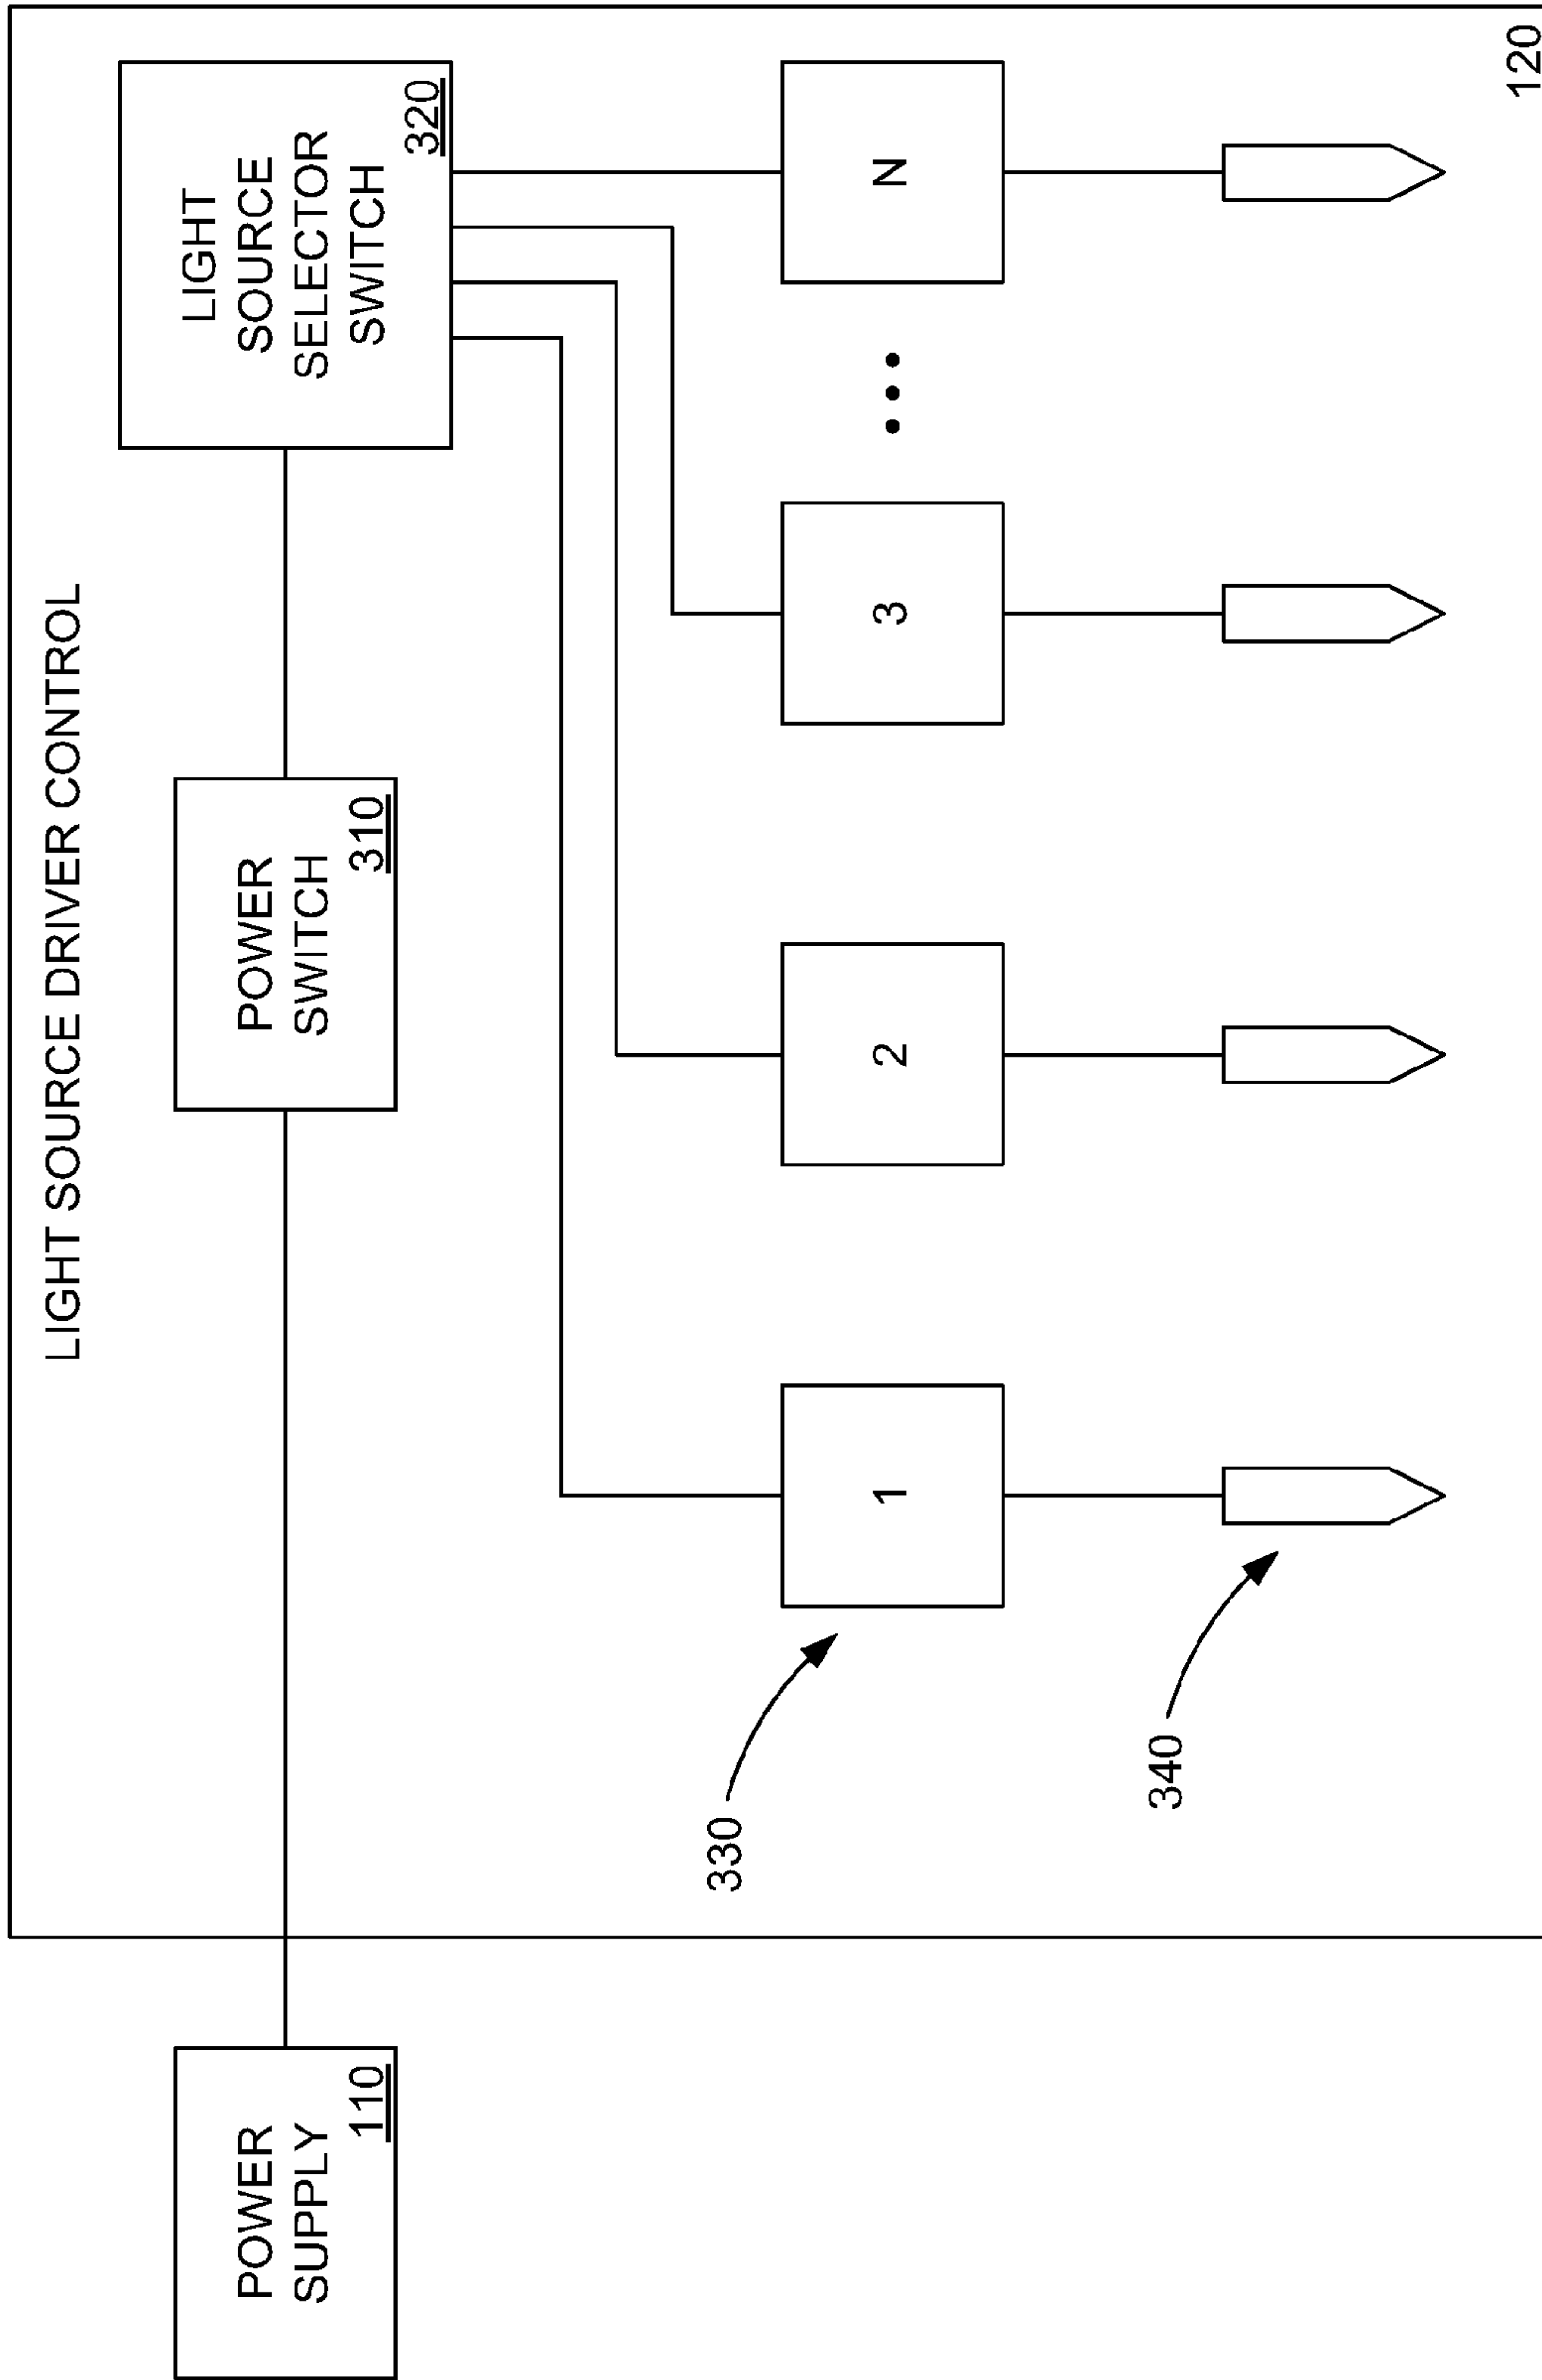 LIGHT SOURCE DRIVER CONTROL
POWER
SUPPLY
110
POWER
SWITCH
310
LIGHT
SOURCE
SELECTOR
SWITCH
320
330
1
2
3
N
340
120